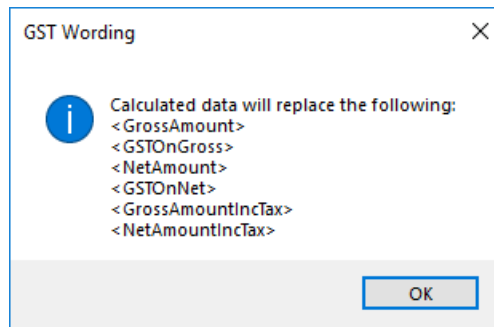 GST Wording
Calculated data will replace the following:
<GrossAmount>
<GSTOnGross>
<NetAmount>
<GSTOnNet>
<GrossAmountIncTax>
<NetAmountIncTax>
OK